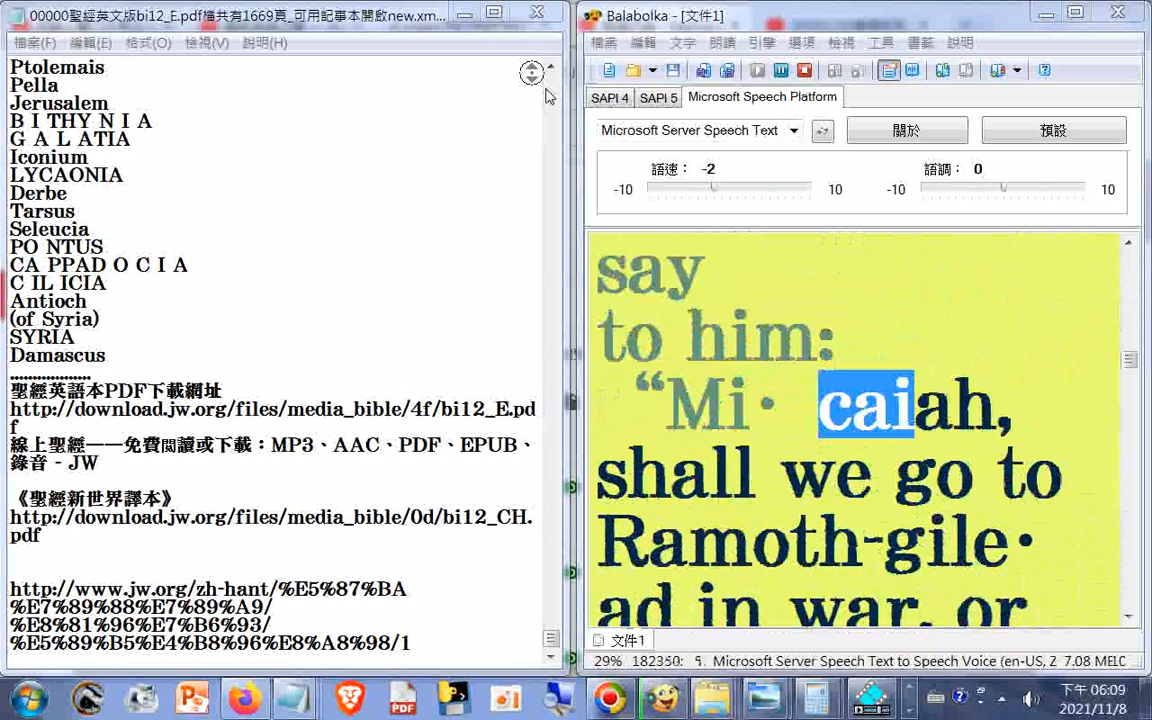 00000聖經英文版bi12_E.pdf檔共有1669頁_可用記事本開啟new.xm...
檔案(F) 編輯(E) 格式(O) 檢視(V) 說明(H)
Ptolemais
Pella
Jerusalem
B I THY N I A
G A L ATIA
Iconium
LYCAONIA
Derbe
Tarsus
Seleucia
PO NTUS
CA PPAD O C I A
C IL ICIA
Antioch
(of Syria)
SYRIA
Damascus
..................
聖經英語本PDF下載網址
http://download.jw.org/files/media_bible/4f/bi12_E.pd
f
線上聖經——免費閱讀或下載：MP3、AAC、PDF、EPUB、
錄音 - JW
《聖經新世界譯本》
http://download.jw.org/files/media_bible/0d/bi12_CH.
pdf
http://www.jw.org/zh-hant/%E5%87%BA
%E7%89%88%E7%89%A9/
%E8%81%96%E7%B6%93/
%E5%89%B5%E4%B8%96%E8%A8%98/1
Balabolka - [文件1]
檔案 編輯 文字 朗讀 引擎 選項 檢視 工具 書籤 說明
SAPI 4 SAPI 5 Microsoft Speech Platform
Microsoft Server Speech Text 關於 預設
語速： -2 語調： 0
-10 10 -10 10
say
to him:
“Mi· caiah,
shall we go to
Ramoth-gile·
ad in war, or
文件1
29% 182350: Microsoft Server Speech Text to Speech Voice (en-US, Z 7.08 MELC
PDF
下午 06:09
2021/11/8